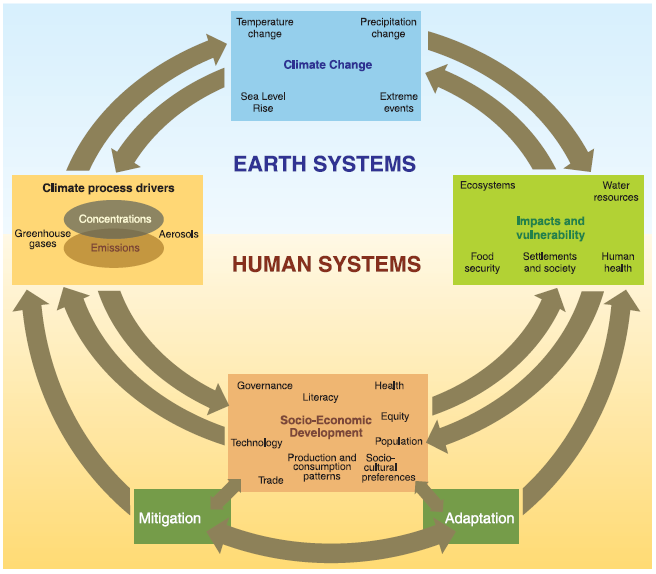 Temperature
change
Precipitation
change
Climate Change
Sea Level
Rise
Extreme
events
EARTH SYSTEMS
Climate process drivers
Concentrations
Greenhouse
gases
Aerosols
Emissions
Ecosystems
Water
resources
Impacts and
vulnerability
Food
security
Settlements
and society
Human
health
HUMAN SYSTEMS
Governance
Health
Literacy
Socio-Economic
Development
Equity
Technology
Population
Production and
consumption
patterns
Socio-
cultural
preferences
Trade
Mitigation
Adaptation